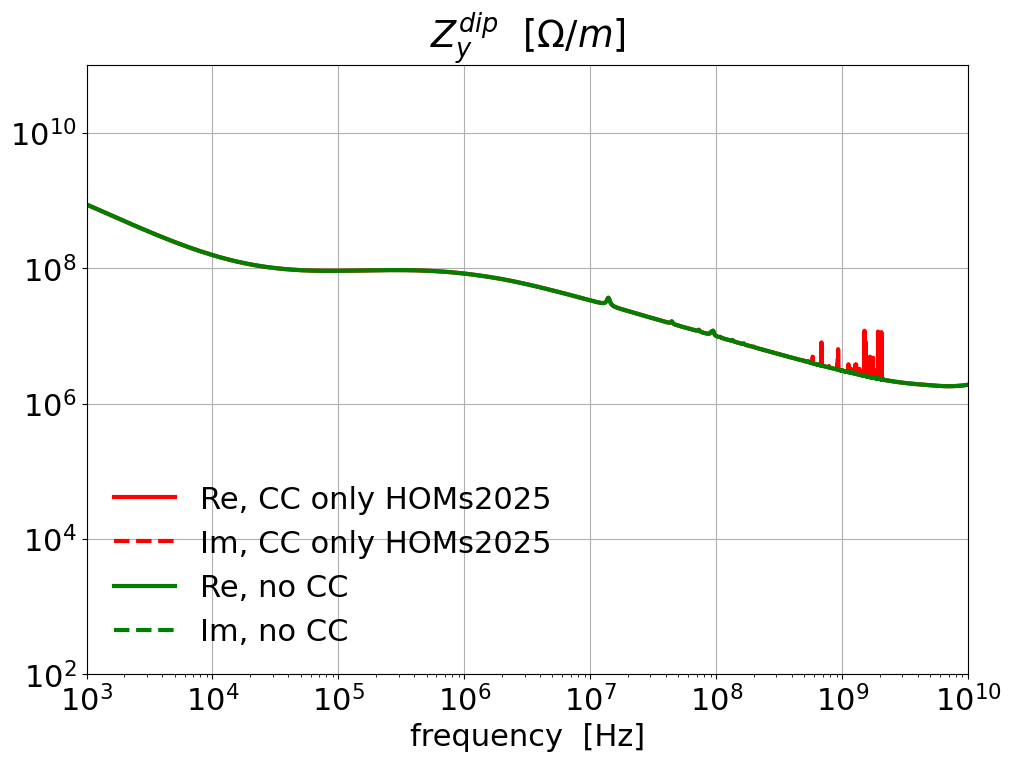 $Z_y^{dip}$ [Ω/m]
10^10
10^8
10^6
10^4
10^2
Re, CC only HOMs2025
Im, CC only HOMs2025
Re, no CC
Im, no CC
10^3 10^4 10^5 10^6 10^7 10^8 10^9 10^10
frequency [Hz]